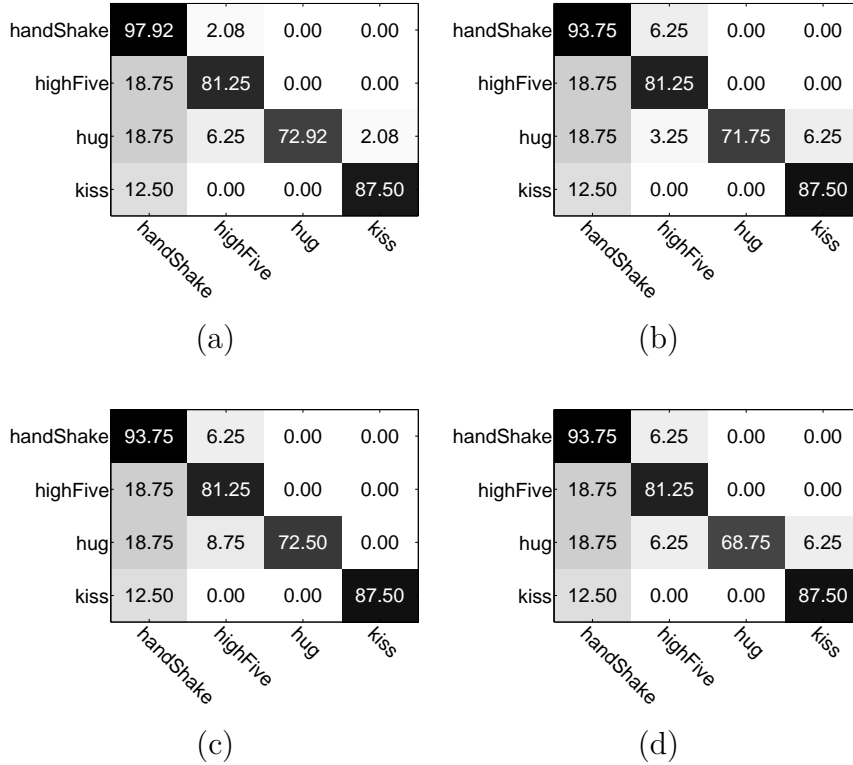 handShake 97.92 2.08 0.00 0.00
highFive 18.75 81.25 0.00 0.00
hug 18.75 6.25 72.92 2.08
kiss 12.50 0.00 0.00 87.50
handShake highFive hug kiss
(a)
handShake 93.75 6.25 0.00 0.00
highFive 18.75 81.25 0.00 0.00
hug 18.75 3.25 71.75 6.25
kiss 12.50 0.00 0.00 87.50
handShake highFive hug kiss
(b)
handShake 93.75 6.25 0.00 0.00
highFive 18.75 81.25 0.00 0.00
hug 18.75 8.75 72.50 0.00
kiss 12.50 0.00 0.00 87.50
handShake highFive hug kiss
(c)
handShake 93.75 6.25 0.00 0.00
highFive 18.75 81.25 0.00 0.00
hug 18.75 6.25 68.75 6.25
kiss 12.50 0.00 0.00 87.50
handShake highFive hug kiss
(d)